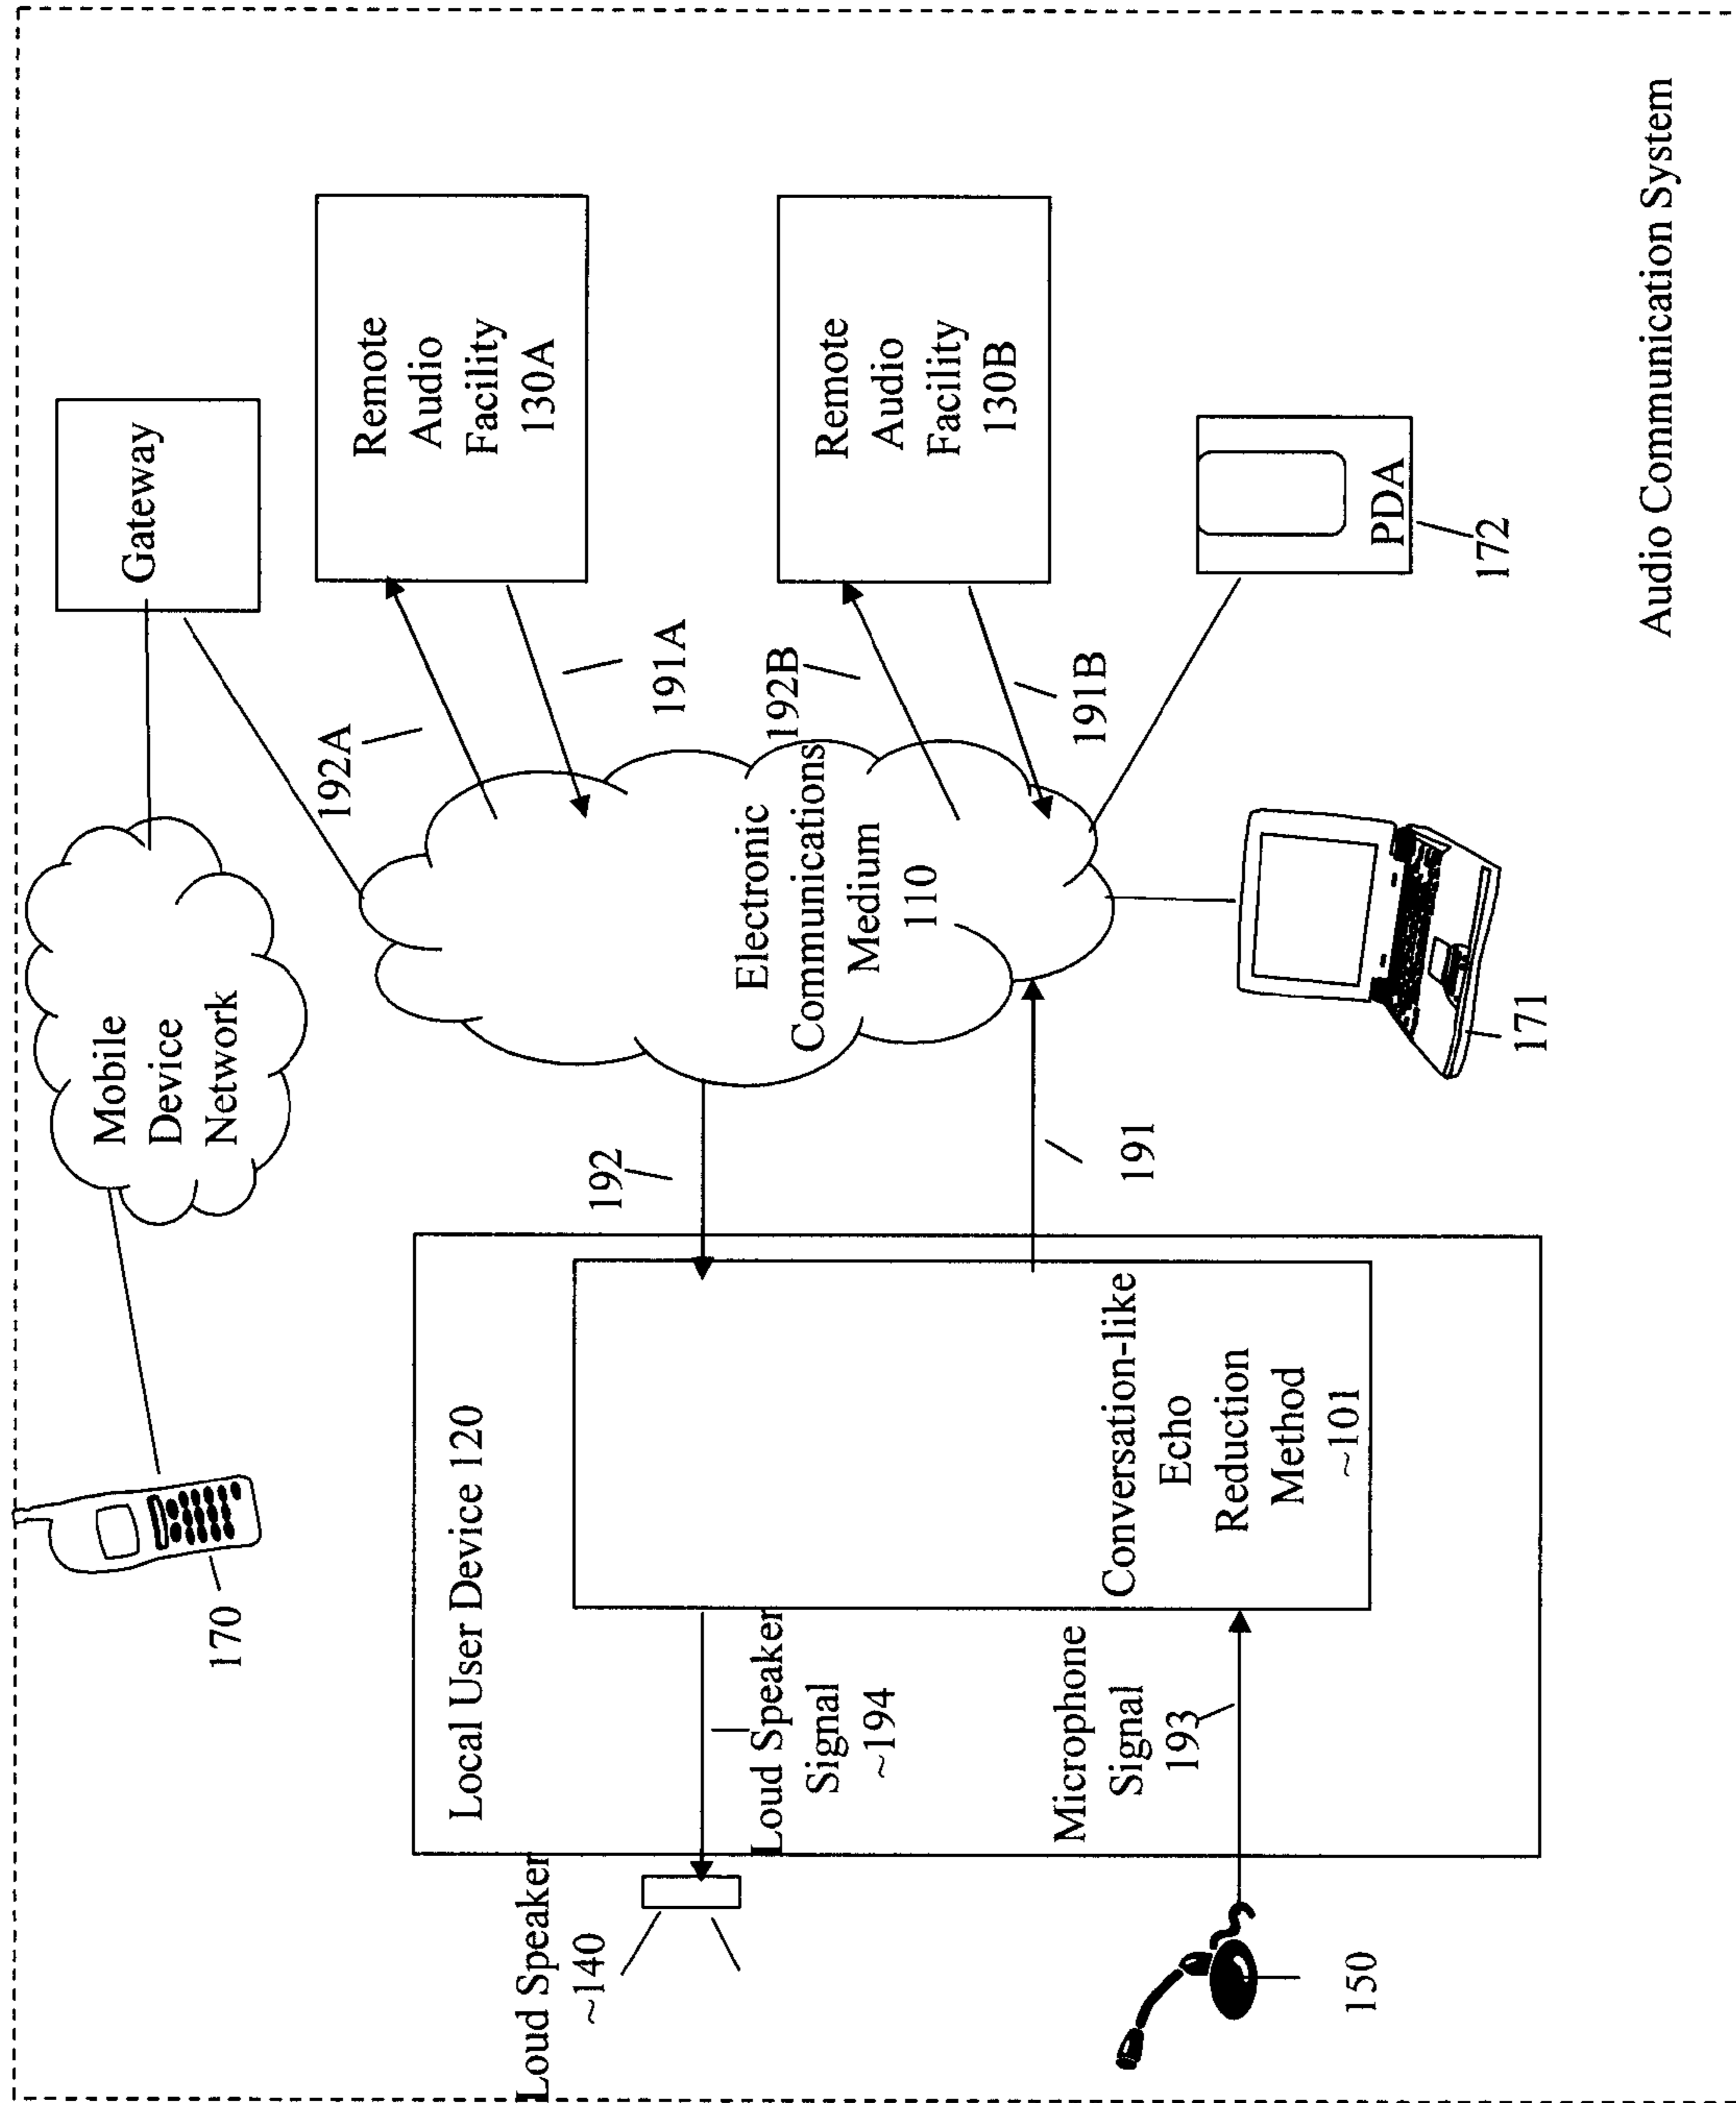 170
Mobile
Device
Network
Gateway
Local User Device 120
192
192A
Remote
Audio
Facility
130A
191A
Loud Speaker
~140
Loud Speaker
Signal
~194
Electronic
Communications
Medium
110
192B
Remote
Audio
Facility
130B
191B
Microphone
Signal
193
Conversation-like
Echo
Reduction
Method
~101
191
150
171
PDA
172
Audio Communication System